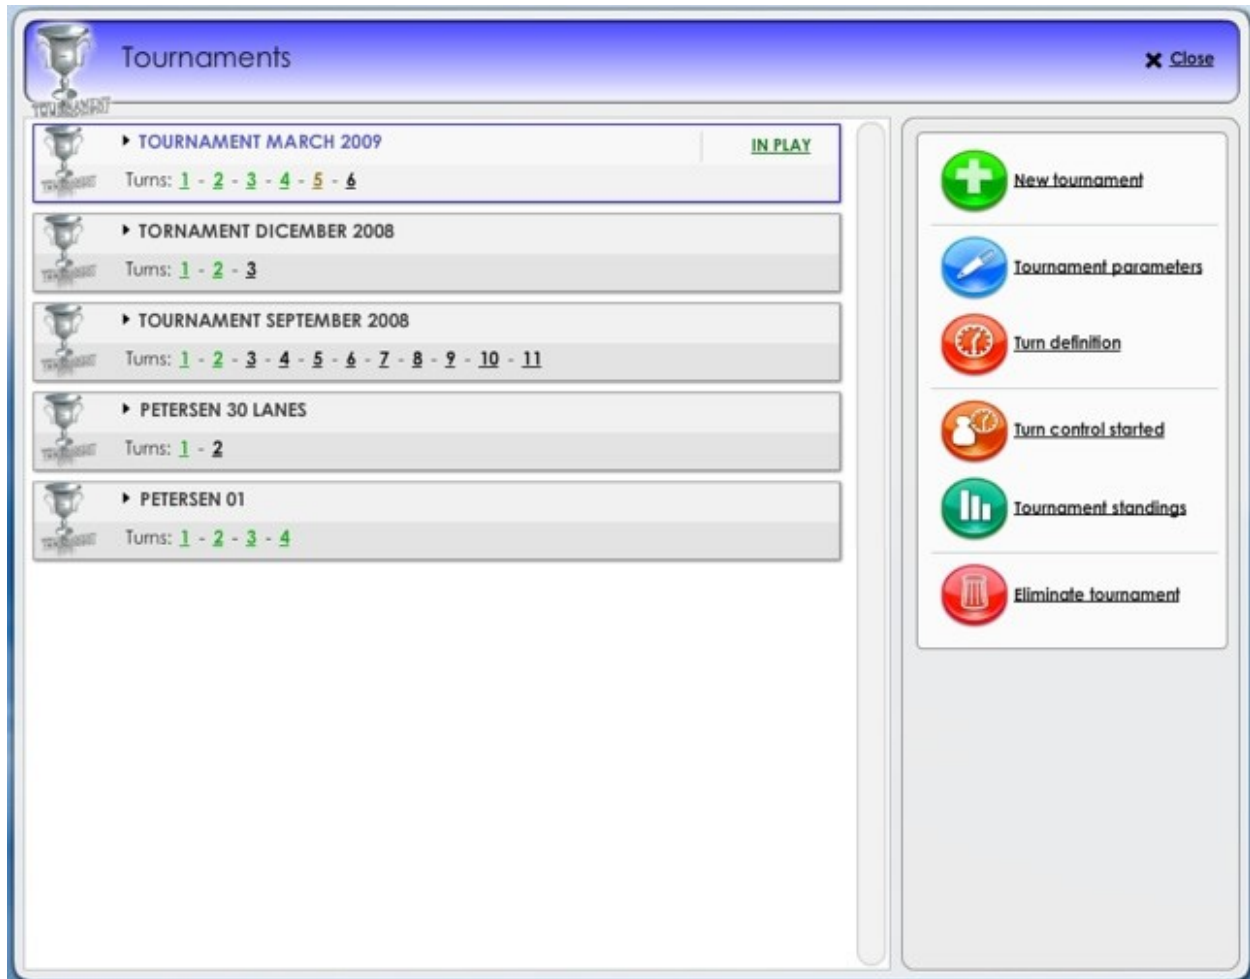 Tournaments
Close
TOURNAMENT
TOURNAMENT MARCH 2009
IN PLAY
Turns: 1 - 2 - 3 - 4 - 5 - 6
TORNAMENT DICEMBER 2008
Turns: 1 - 2 - 3
TOURNAMENT SEPTEMBER 2008
Turns: 1 - 2 - 3 - 4 - 5 - 6 - 7 - 8 - 9 - 10 - 11
PETERSEN 30 LANES
Turns: 1 - 2
PETERSEN 01
Turns: 1 - 2 - 3 - 4
New tournament
Tournament parameters
Turn definition
Turn control started
Tournament standings
Eliminate tournament